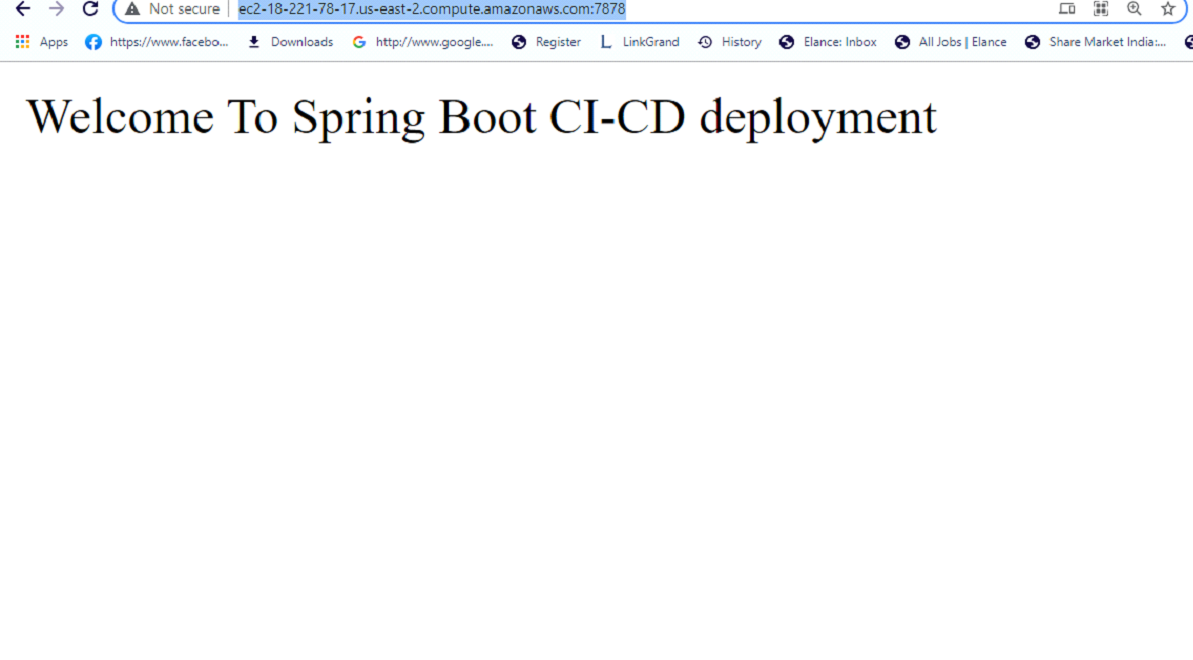 Not secure ec2-18-221-78-17.us-east-2.compute.amazonaws.com:7878
Apps https://www.facebo... Downloads http://www.google.... Register LinkGrand History Elance: Inbox All Jobs | Elance Share Market India:...
Welcome To Spring Boot CI-CD deployment